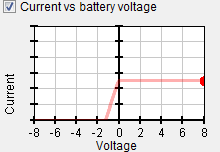 Current vs battery voltage
Current
-8 -6 -4 -2 0 2 4 6 8
Voltage